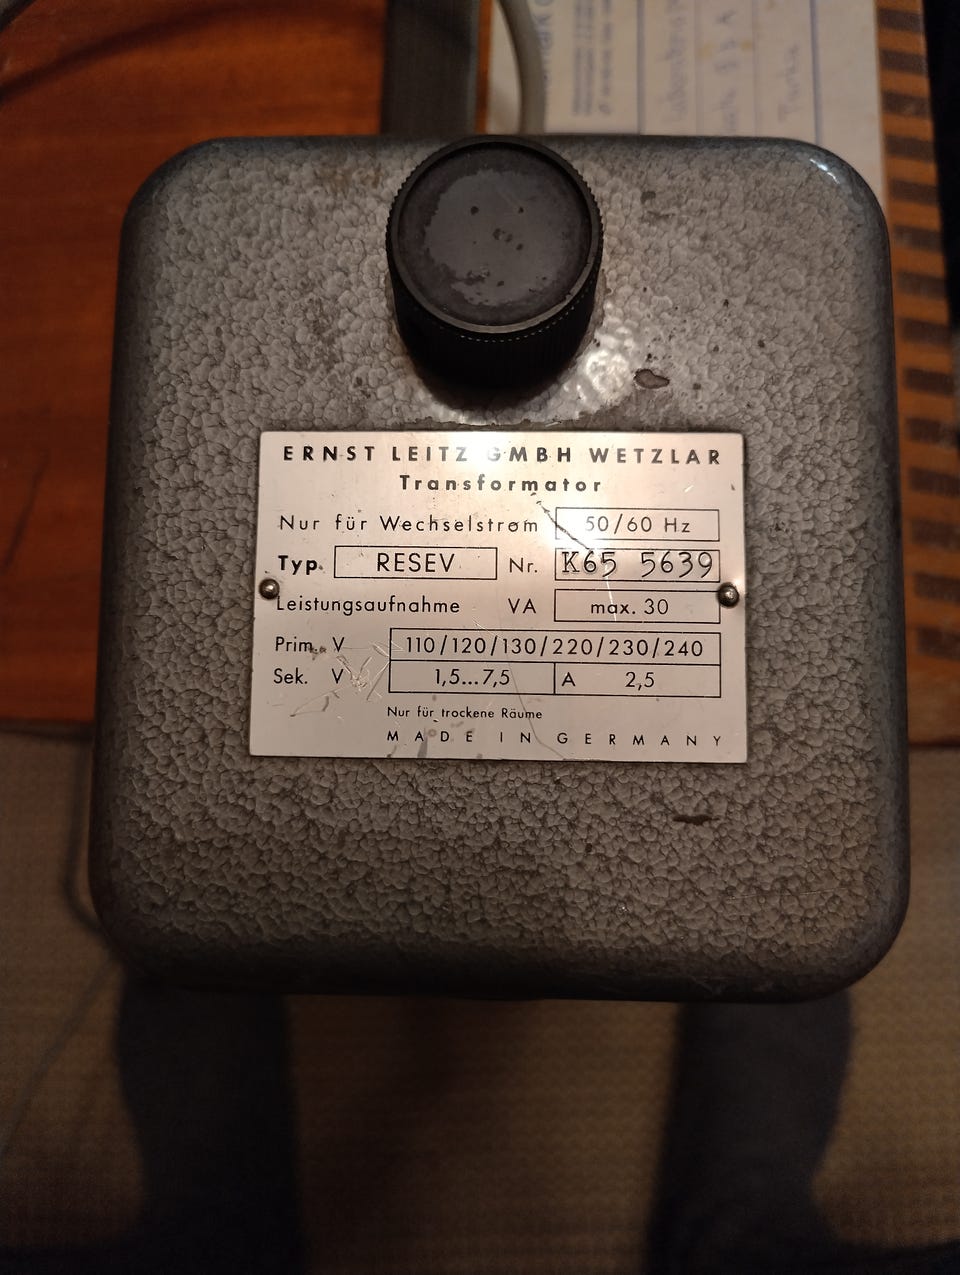 ERNST LEITZ GMBH WETZLAR
Transformator
Nur für Wechselstrom 50/60 Hz
Typ. RESEV Nr. K65 5639
Leistungsaufnahme VA max. 30
Prim. V 110/120/130/220/230/240
Sek. V 1,5...7,5 A 2,5
Nur für trockene Räume
MADE IN GERMANY